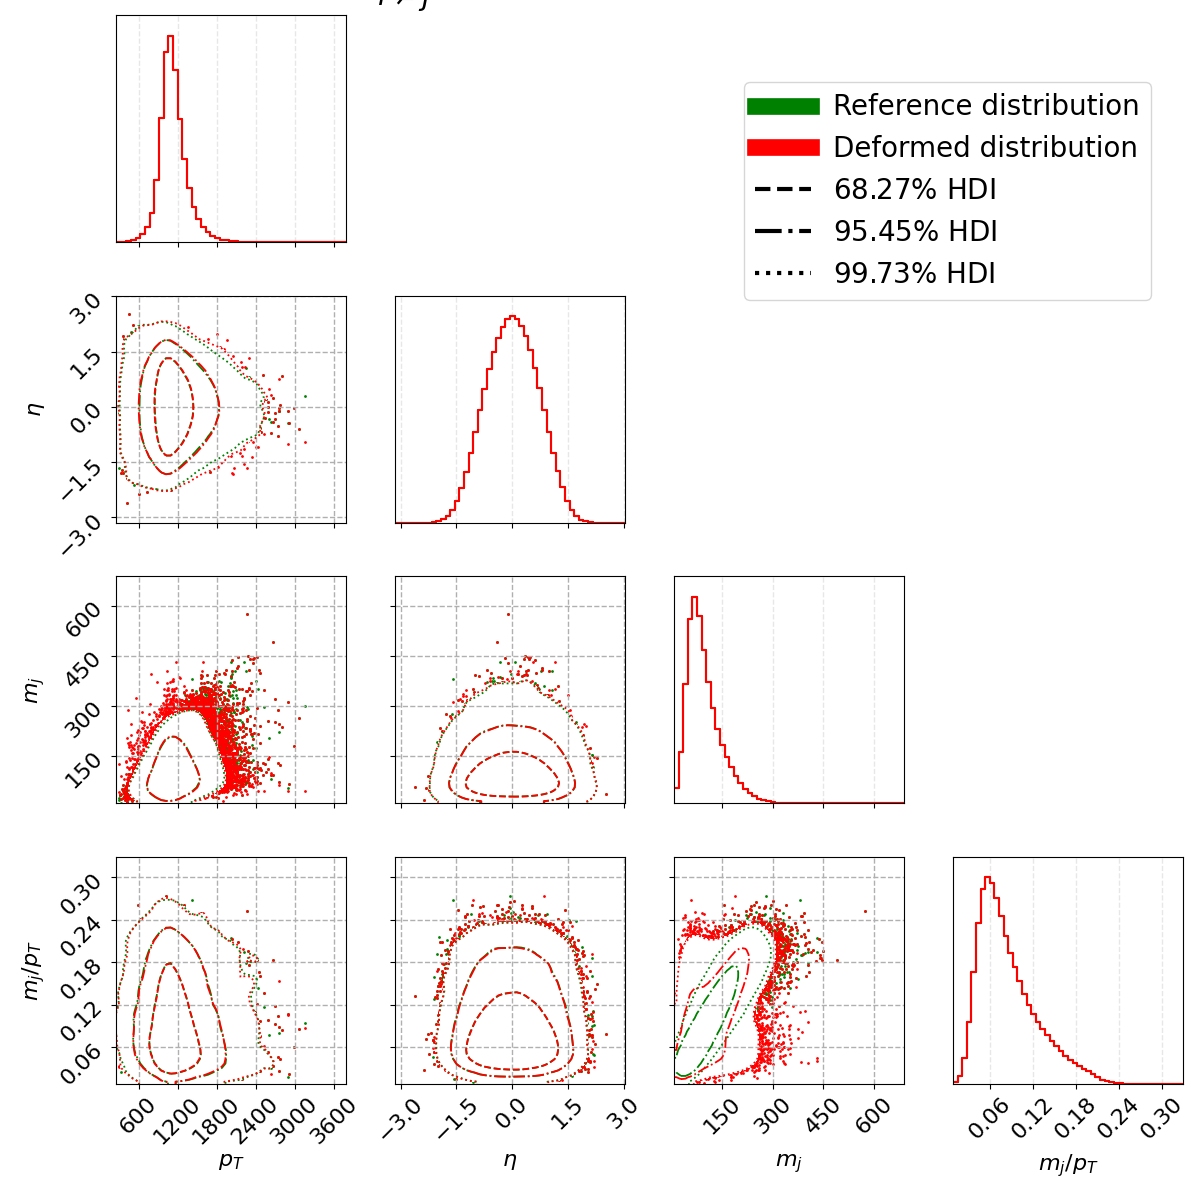 Reference distribution
Deformed distribution
68.27% HDI
95.45% HDI
99.73% HDI
3.0
1.5
0.0
−1.5
−3.0
η
600
450
300
150
m_j
0.30
0.24
0.18
0.12
0.06
m_j/p_T
600 1200 1800 2400 3000 3600
p_T
−3.0 −1.5 0.0 1.5 3.0
η
150 300 450 600
m_j
0.06 0.12 0.18 0.24 0.30
m_j/p_T